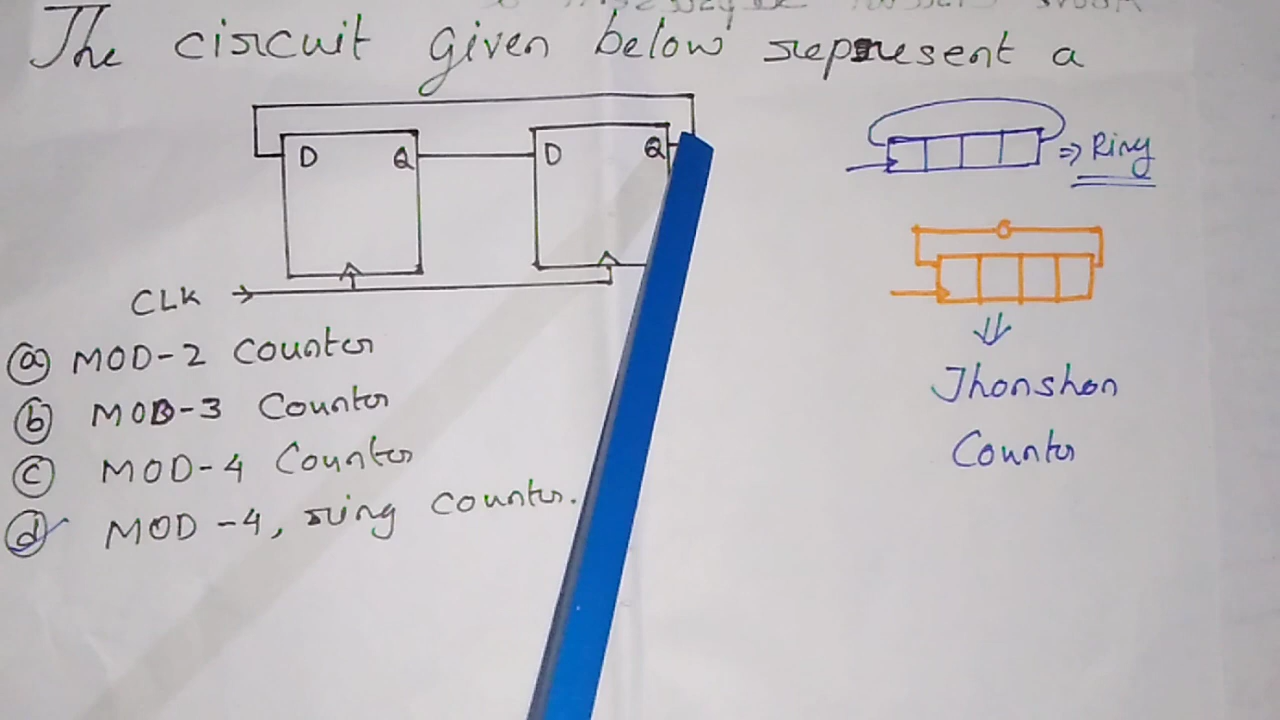 The circuit given below represent a
D Q D Q
CLK
(a) MOD-2 Counter
(b) MOD-3 Counter
(c) MOD-4 Counter
(d) MOD-4, ring counter.
⇒ Ring
⇓
Jhonshon
Counter